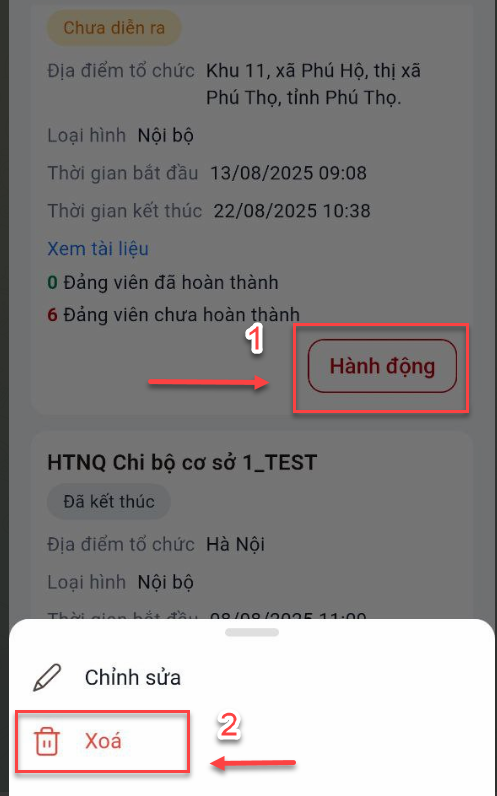 Chưa diễn ra
Địa điểm tổ chức Khu 11, xã Phú Hộ, thị xã
Phú Thọ, tỉnh Phú Thọ.
Loại hình Nội bộ
Thời gian bắt đầu 13/08/2025 09:08
Thời gian kết thúc 22/08/2025 10:38
Xem tài liệu
0 Đảng viên đã hoàn thành
6 Đảng viên chưa hoàn thành
1
Hành động
HTNQ Chi bộ cơ sở 1_TEST
Đã kết thúc
Địa điểm tổ chức Hà Nội
Loại hình Nội bộ
Thời gian bắt đầu 08/08/2025 11:00
Chỉnh sửa
Xoá
2